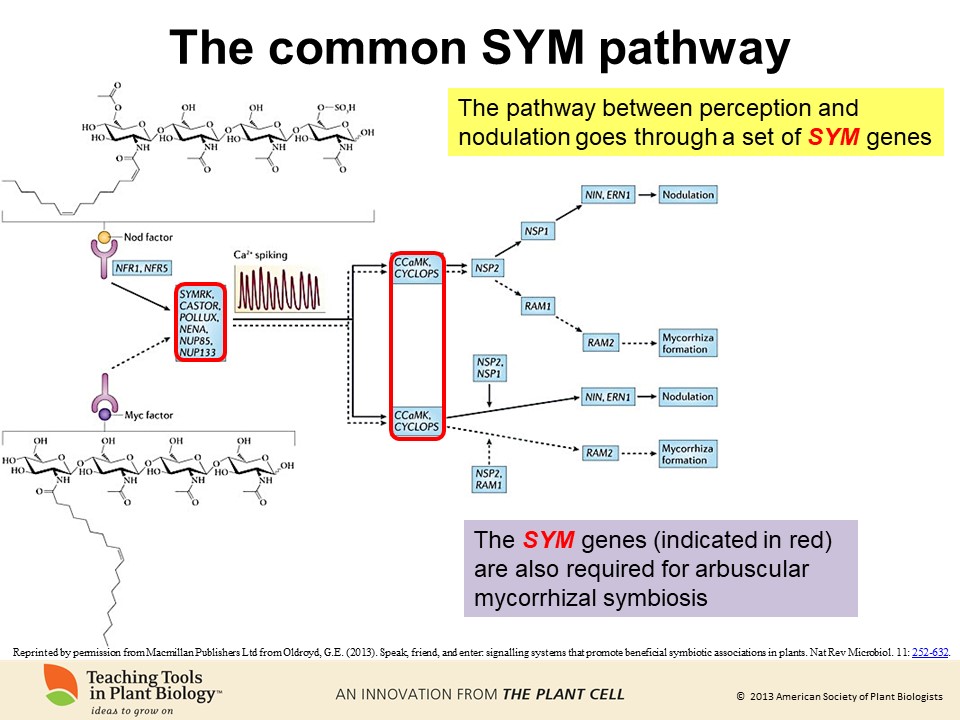 The common SYM pathway
The pathway between perception and
nodulation goes through a set of SYM genes
O
O
OH
OH
O—SO₃H
HO
O
HO
O
HO
O
HO
OH
NH
NH
NH
NH
O
O
O
O
Nod factor
NFR1, NFR5
Ca²⁺ spiking
SYMRK,
CASTOR,
POLLUX,
NENA,
NUP85,
NUP133
CCaMK,
CYCLOPS
NSP2
NSP1
NIN, ERN1
Nodulation
RAM1
RAM2
Mycorrhiza
formation
NSP2,
NSP1
NIN, ERN1
Nodulation
CCaMK,
CYCLOPS
RAM2
Mycorrhiza
formation
NSP2,
RAM1
Myc factor
OH
OH
OH
OH
HO
HO
O
HO
O
HO
O
HO
OH
NH
NH
NH
NH
O
O
O
O
The SYM genes (indicated in red)
are also required for arbuscular
mycorrhizal symbiosis
Reprinted by permission from Macmillan Publishers Ltd from Oldroyd, G.E. (2013). Speak, friend, and enter: signalling systems that promote beneficial symbiotic associations in plants. Nat Rev Microbiol. 11: 252-632.
Teaching Tools
in Plant Biology™
ideas to grow on
AN INNOVATION FROM THE PLANT CELL
© 2013 American Society of Plant Biologists